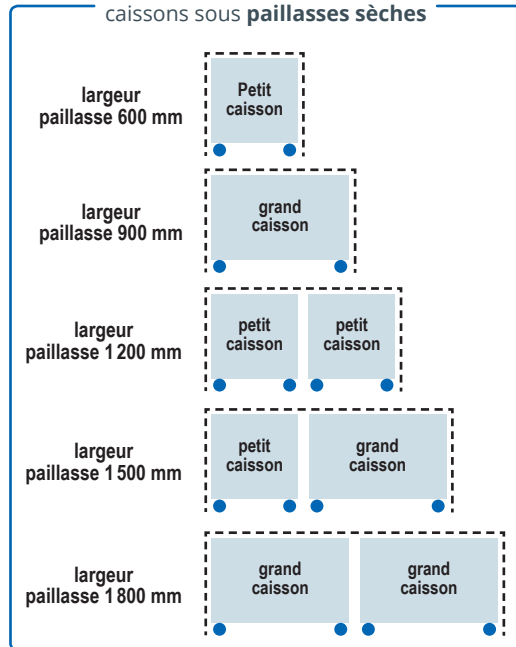 caissons sous paillasses sèches
largeur
paillasse 600 mm
Petit
caisson
largeur
paillasse 900 mm
grand
caisson
largeur
paillasse 1 200 mm
petit
caisson
petit
caisson
largeur
paillasse 1 500 mm
petit
caisson
grand
caisson
largeur
paillasse 1 800 mm
grand
caisson
grand
caisson